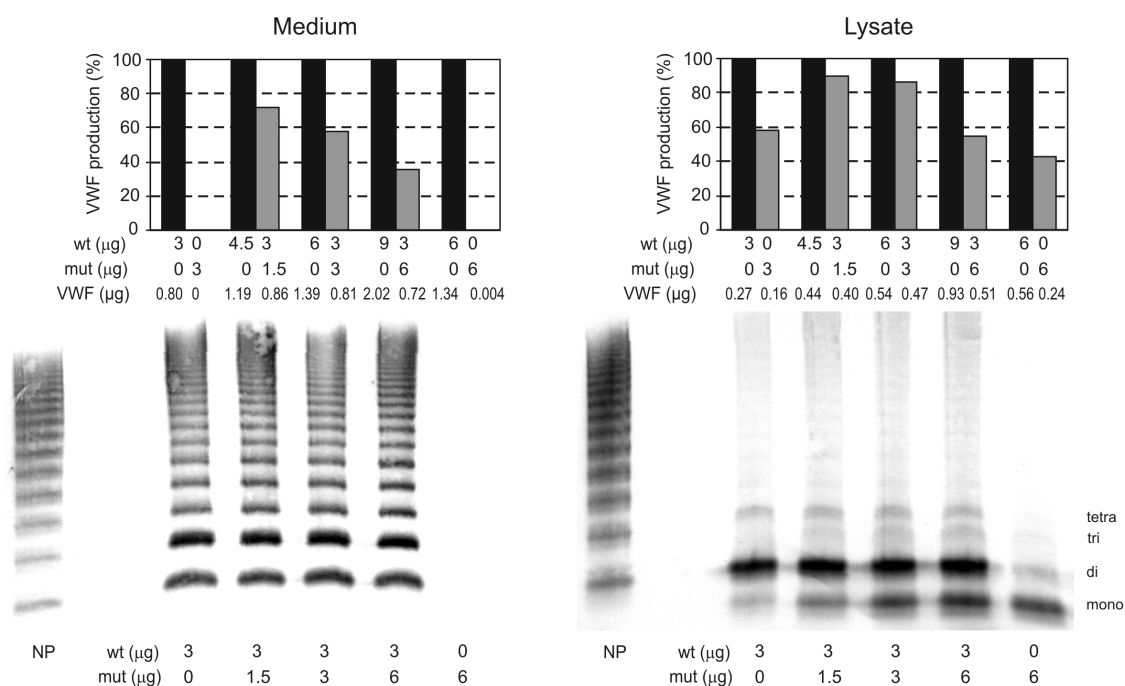 Medium
VWF production (%)
100
80
60
40
20
0
wt (µg) 3 0 4.5 3 6 3 9 3 6 0
mut (µg) 0 3 0 1.5 0 3 0 6 0 6
VWF (µg) 0.80 0 1.19 0.86 1.39 0.81 2.02 0.72 1.34 0.004
NP wt (µg) 3 3 3 3 0
mut (µg) 0 1.5 3 6 6
Lysate
VWF production (%)
100
80
60
40
20
0
wt (µg) 3 0 4.5 3 6 3 9 3 6 0
mut (µg) 0 3 0 1.5 0 3 0 6 0 6
VWF (µg) 0.27 0.16 0.44 0.40 0.54 0.47 0.93 0.51 0.56 0.24
tetra
tri
di
mono
NP wt (µg) 3 3 3 3 0
mut (µg) 0 1.5 3 6 6